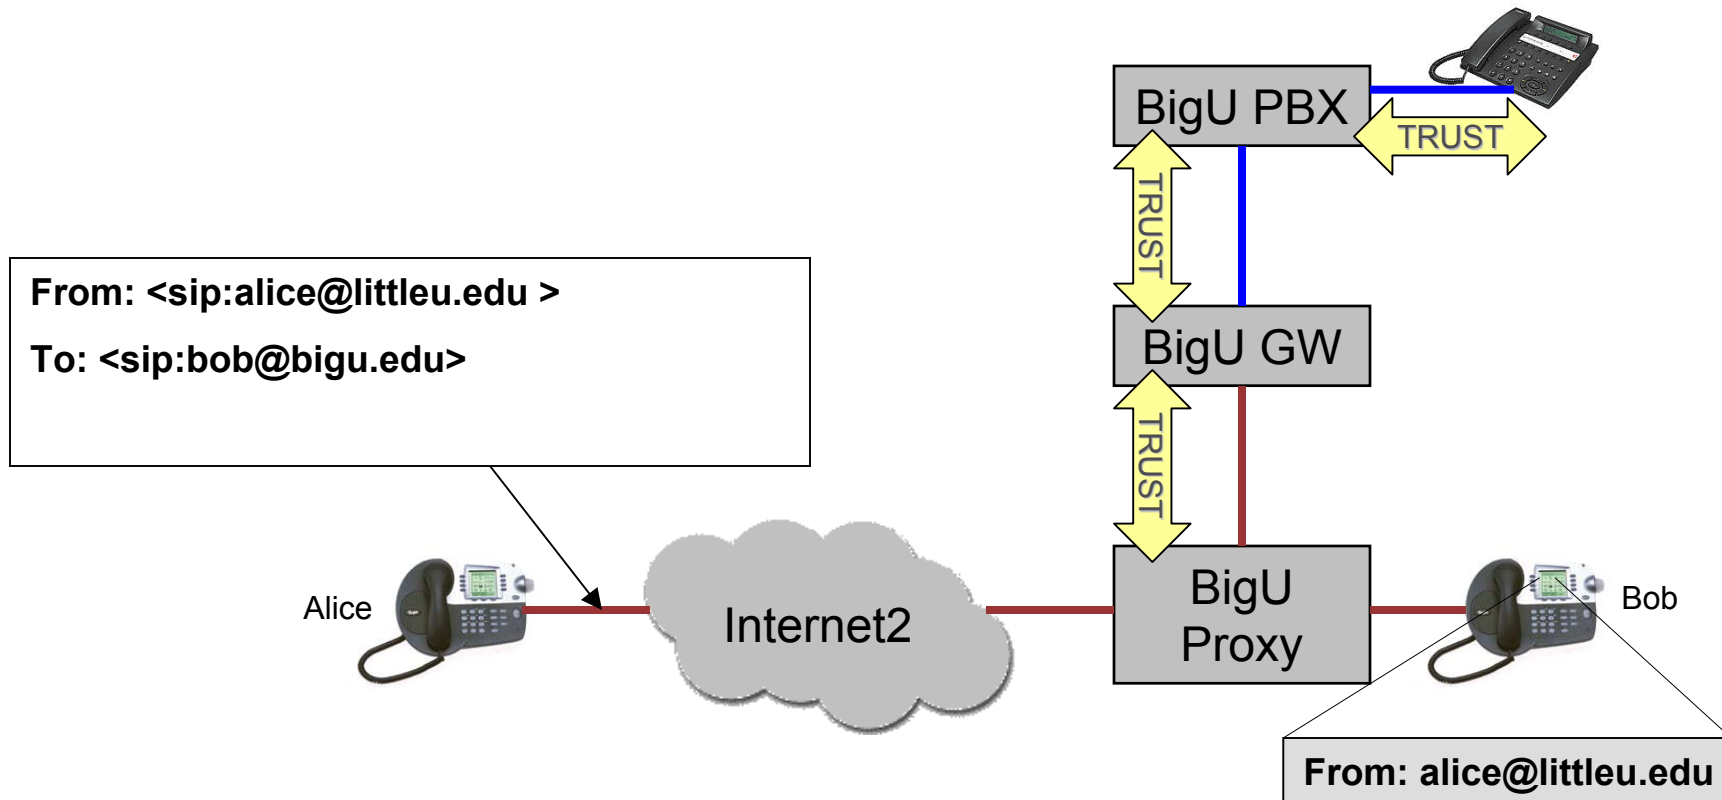 BigU PBX
TRUST
TRUST
From: <sip:alice@littleu.edu >
To: <sip:bob@bigu.edu>
BigU GW
TRUST
Alice
Internet2
BigU
Proxy
Bob
From: alice@littleu.edu